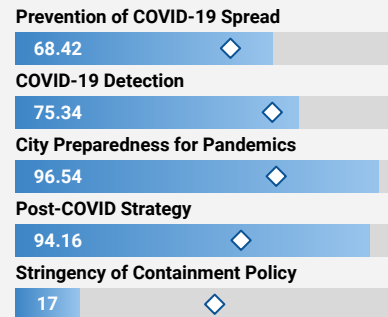 Prevention of COVID-19 Spread
68.42
COVID-19 Detection
75.34
City Preparedness for Pandemics
96.54
Post-COVID Strategy
94.16
Stringency of Containment Policy
17